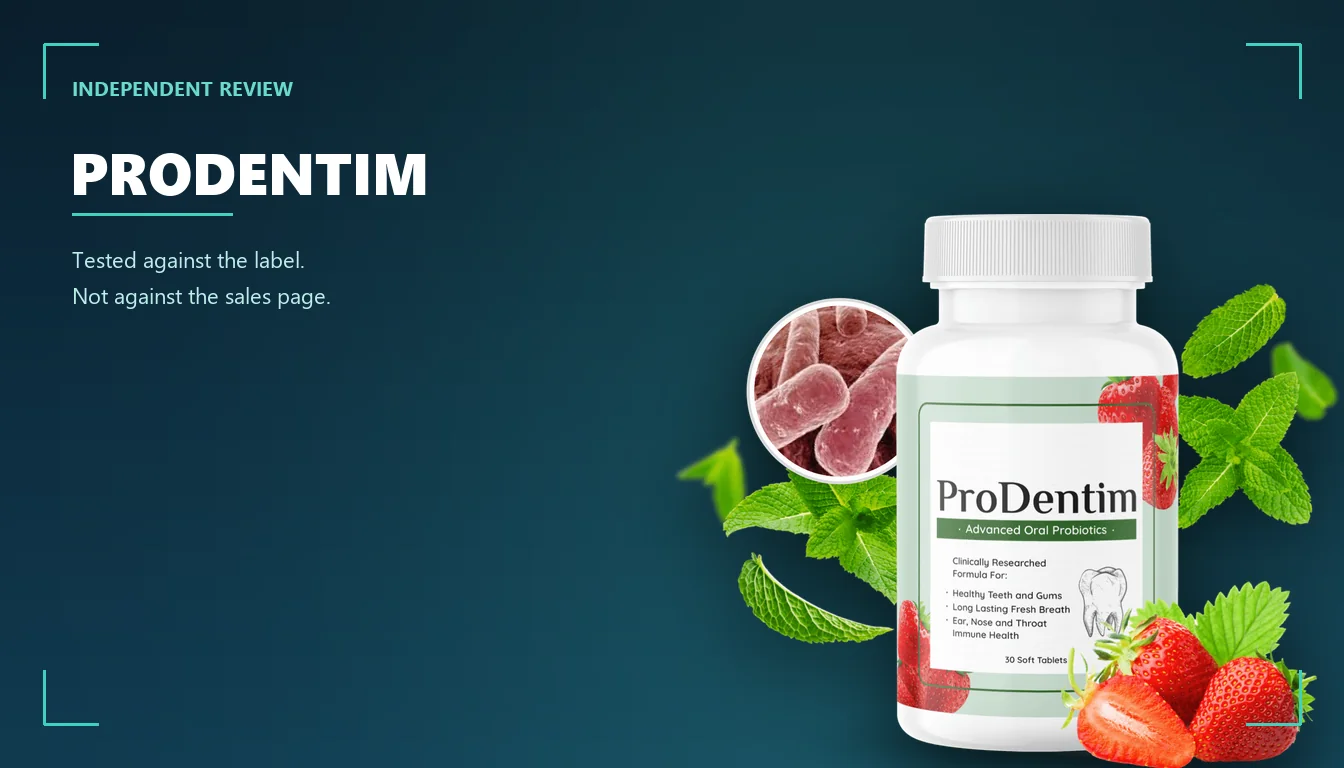 INDEPENDENT REVIEW
PRODENTIM
Tested against the label.
Not against the sales page.
ProDentim
· Advanced Oral Probiotics ·
Clinically Researched
Formula For:
· Healthy Teeth and Gums
· Long Lasting Fresh Breath
· Ear, Nose and Throat
Immune Health
30 Soft Tablets